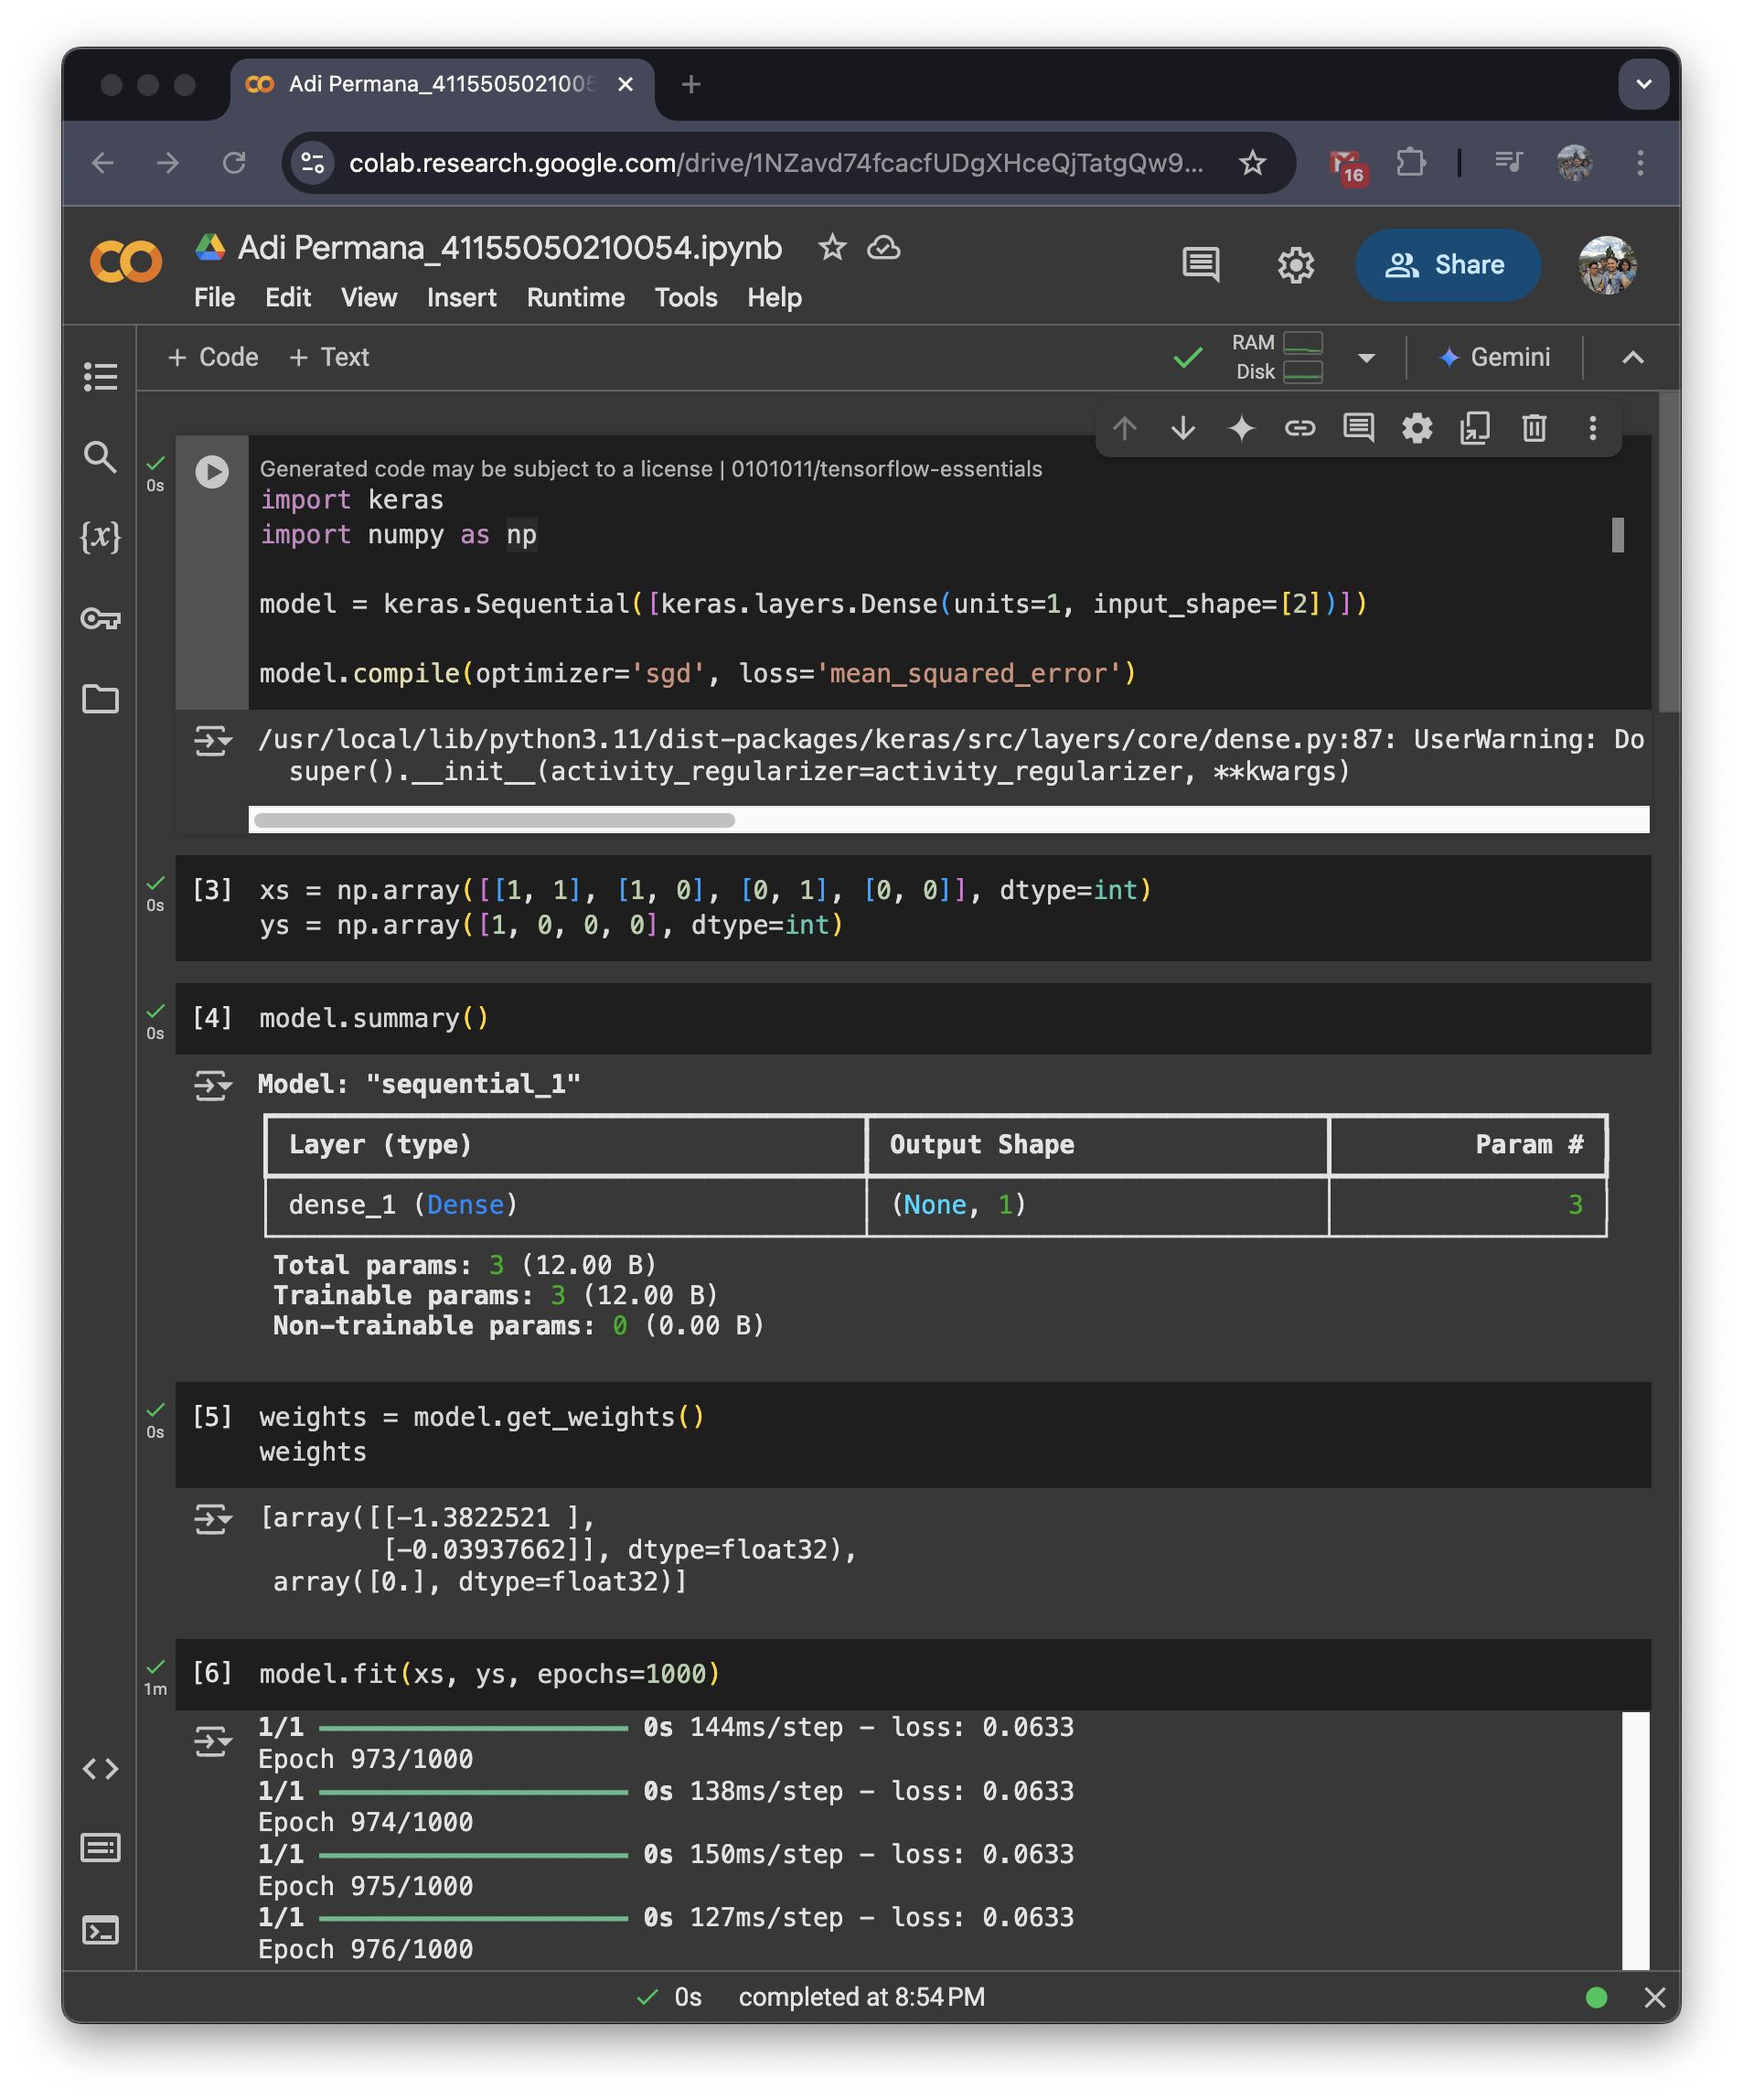 Adi Permana_4115505021005
colab.research.google.com/drive/1NZavd74fcacfUDgXHceQjTatgQw9...
16
Adi Permana_41155050210054.ipynb
Share
File Edit View Insert Runtime Tools Help
+ Code + Text
RAM
Disk
Gemini
0s
Generated code may be subject to a license | 0101011/tensorflow-essentials
import keras
import numpy as np
model = keras.Sequential([keras.layers.Dense(units=1, input_shape=[2])])
model.compile(optimizer='sgd', loss='mean_squared_error')
/usr/local/lib/python3.11/dist-packages/keras/src/layers/core/dense.py:87: UserWarning: Do
super().__init__(activity_regularizer=activity_regularizer, **kwargs)
0s
[3] xs = np.array([[1, 1], [1, 0], [0, 1], [0, 0]], dtype=int)
ys = np.array([1, 0, 0, 0], dtype=int)
0s
[4] model.summary()
Model: "sequential_1"
Layer (type) Output Shape Param #
dense_1 (Dense) (None, 1) 3
Total params: 3 (12.00 B)
Trainable params: 3 (12.00 B)
Non-trainable params: 0 (0.00 B)
0s
[5] weights = model.get_weights()
weights
[array([[-1.3822521 ],
[-0.03937662]], dtype=float32),
array([0.], dtype=float32)]
1m
[6] model.fit(xs, ys, epochs=1000)
1/1 0s 144ms/step - loss: 0.0633
Epoch 973/1000
1/1 0s 138ms/step - loss: 0.0633
Epoch 974/1000
1/1 0s 150ms/step - loss: 0.0633
Epoch 975/1000
1/1 0s 127ms/step - loss: 0.0633
Epoch 976/1000
0s completed at 8:54 PM